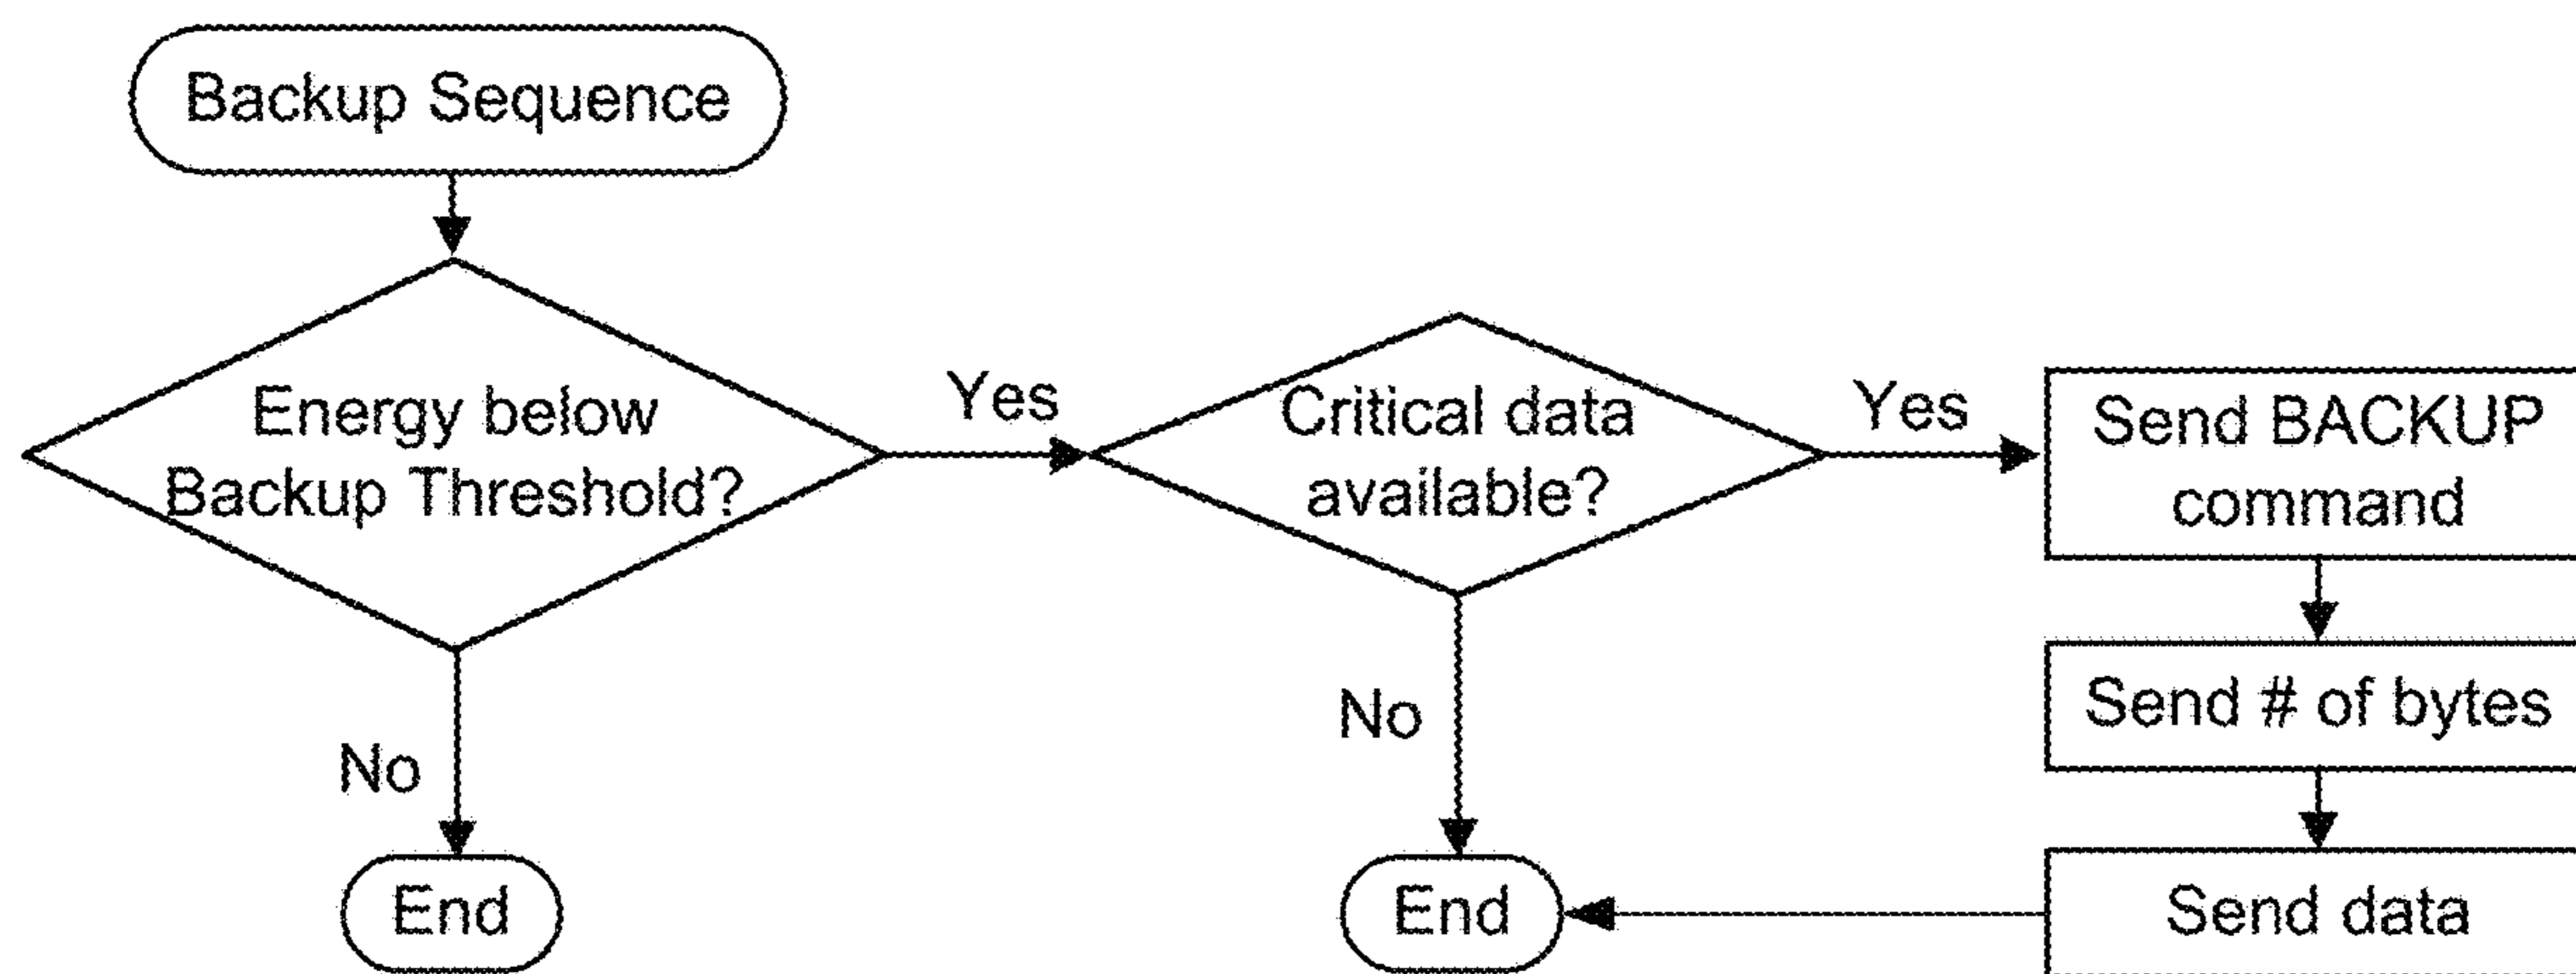 Backup Sequence
Energy below
Backup Threshold?
Yes
Critical data
available?
Yes
Send BACKUP
command
No
No
Send # of bytes
End
End
Send data